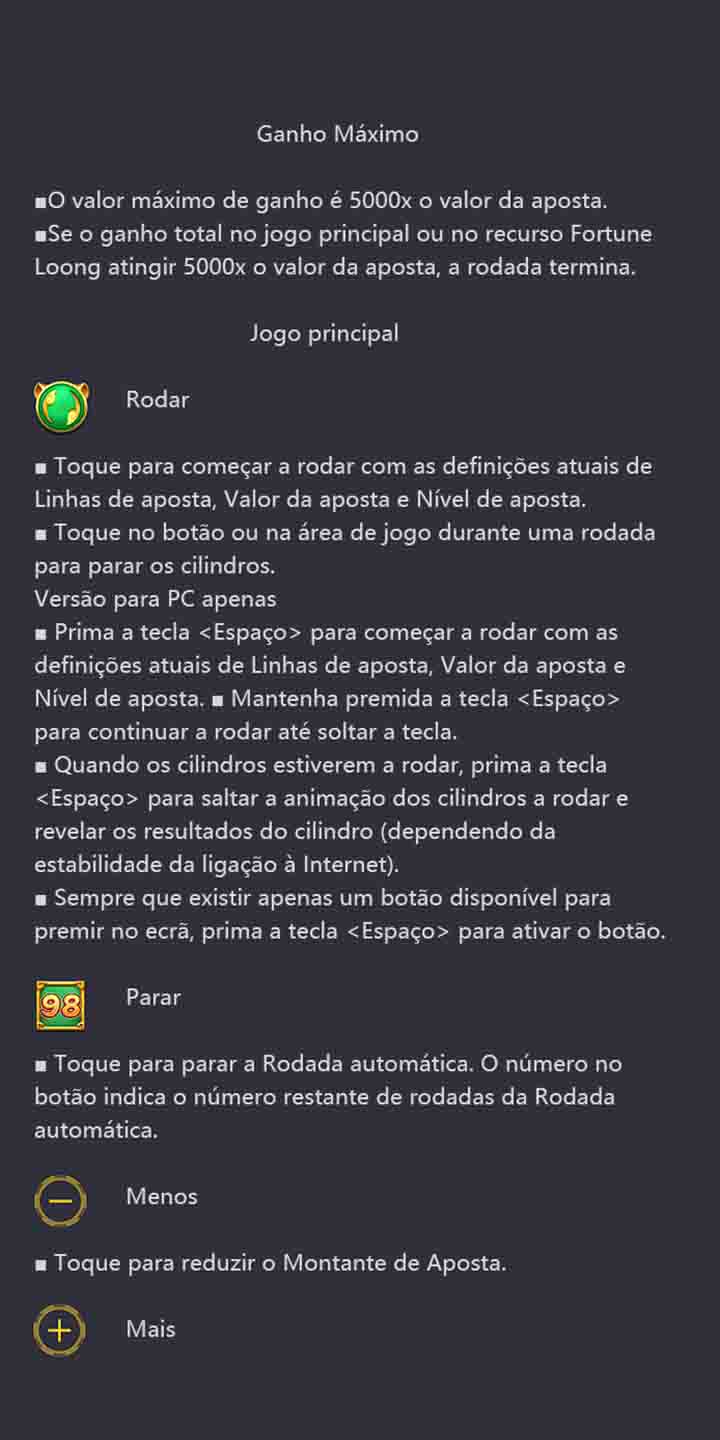 Ganho Máximo
■O valor máximo de ganho é 5000x o valor da aposta.
■Se o ganho total no jogo principal ou no recurso Fortune
Loong atingir 5000x o valor da aposta, a rodada termina.
Jogo principal
Rodar
■ Toque para começar a rodar com as definições atuais de
Linhas de aposta, Valor da aposta e Nível de aposta.
■ Toque no botão ou na área de jogo durante uma rodada
para parar os cilindros.
Versão para PC apenas
■ Prima a tecla <Espaço> para começar a rodar com as
definições atuais de Linhas de aposta, Valor da aposta e
Nível de aposta. ■ Mantenha premida a tecla <Espaço>
para continuar a rodar até soltar a tecla.
■ Quando os cilindros estiverem a rodar, prima a tecla
<Espaço> para saltar a animação dos cilindros a rodar e
revelar os resultados do cilindro (dependendo da
estabilidade da ligação à Internet).
■ Sempre que existir apenas um botão disponível para
premir no ecrã, prima a tecla <Espaço> para ativar o botão.
98 Parar
■ Toque para parar a Rodada automática. O número no
botão indica o número restante de rodadas da Rodada
automática.
Menos
■ Toque para reduzir o Montante de Aposta.
Mais